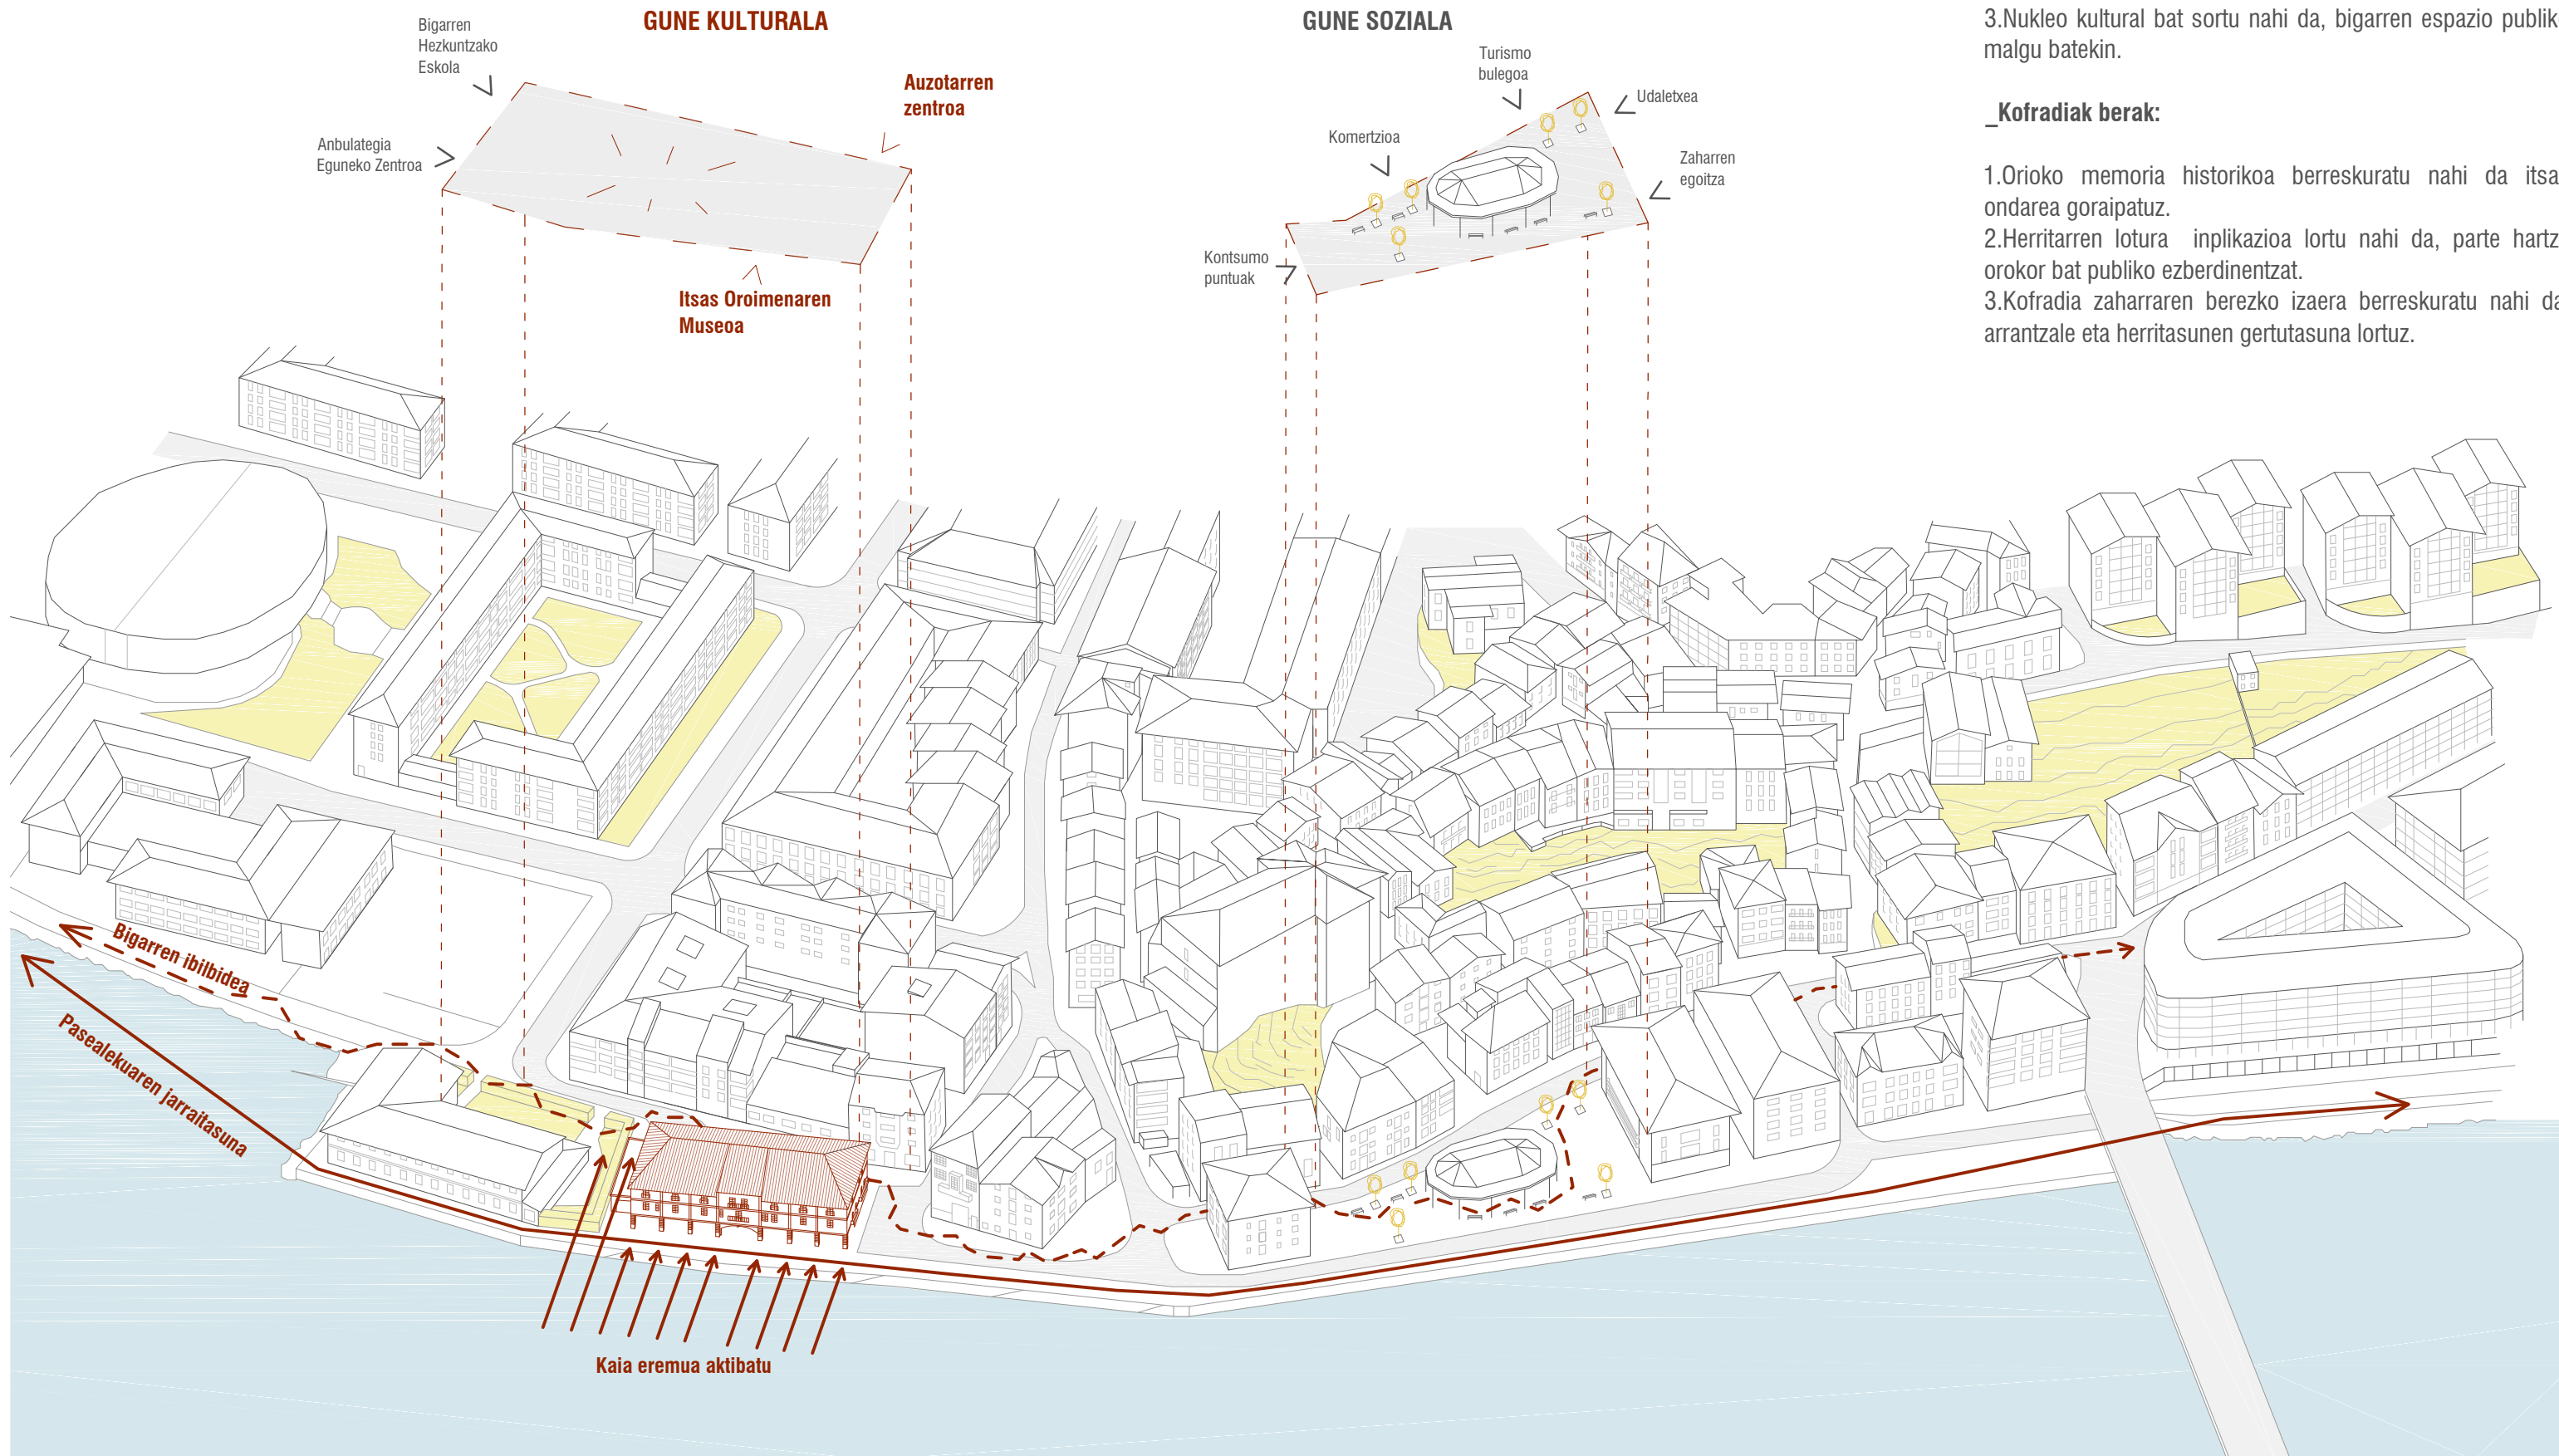 GUNE KULTURALA
Bigarren
Hezkuntzako
Eskola
Anbulategia
Eguneko Zentroa
Auzotarren
zentroa
Itsas Oroimenaren
Museoa
GUNE SOZIALA
Turismo
bulegoa
Udaletxea
Komertzioa
Zaharren
egoitza
Kontsumo
puntuak
3.Nukleo kultural bat sortu nahi da, bigarren espazio publik
malgu batekin.
_Kofradiak berak:
1.Orioko memoria historikoa berreskuratu nahi da itsa
ondarea goraipatuz.
2.Herritarren lotura inplikazioa lortu nahi da, parte hartz
orokor bat publiko ezberdinentzat.
3.Kofradia zaharraren berezko izaera berreskuratu nahi da
arrantzale eta herritasunen gertutasuna lortuz.
Bigarren ibilbidea
Pasealekuaren jarraitasuna
Kaia eremua aktibatu